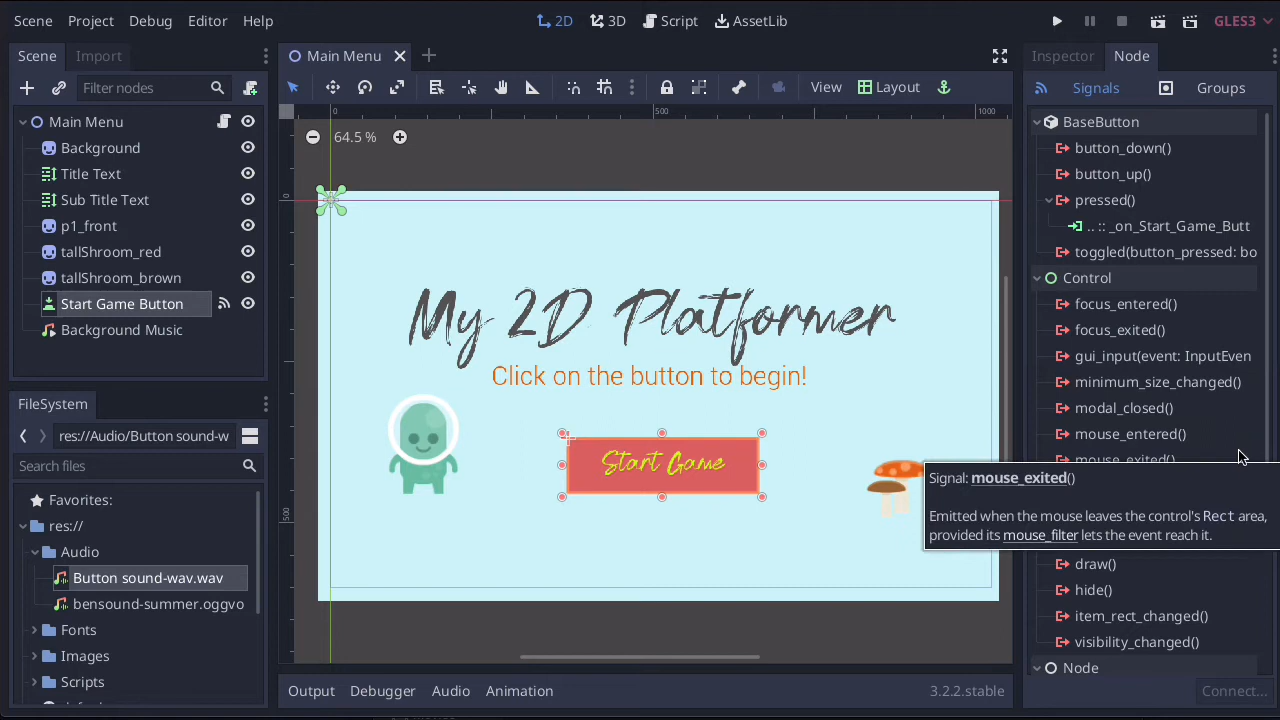 Scene Project Debug Editor Help
2D 3D Script AssetLib
GLES3
Scene Import
Main Menu
Inspector Node
Filter nodes
View Layout
Signals Groups
Main Menu
Background
Title Text
Sub Title Text
p1_front
tallShroom_red
tallShroom_brown
Start Game Button
Background Music
FileSystem
res://Audio/Button sound-w
Search files
Favorites:
res://
Audio
Button sound-wav.wav
bensound-summer.oggvo
Fonts
Images
Scripts
0 500 1000
64.5 %
0
500
My 2D Platformer
Click on the button to begin!
Start Game
BaseButton
button_down()
button_up()
pressed()
.. :: _on_Start_Game_Butt
toggled(button_pressed: bo
Control
focus_entered()
focus_exited()
gui_input(event: InputEven
minimum_size_changed()
modal_closed()
mouse_entered()
mouse_exited()
Signal: mouse_exited()
Emitted when the mouse leaves the control's Rect area,
provided its mouse_filter lets the event reach it.
draw()
hide()
item_rect_changed()
visibility_changed()
Node
Connect...
Output Debugger Audio Animation
3.2.2.stable